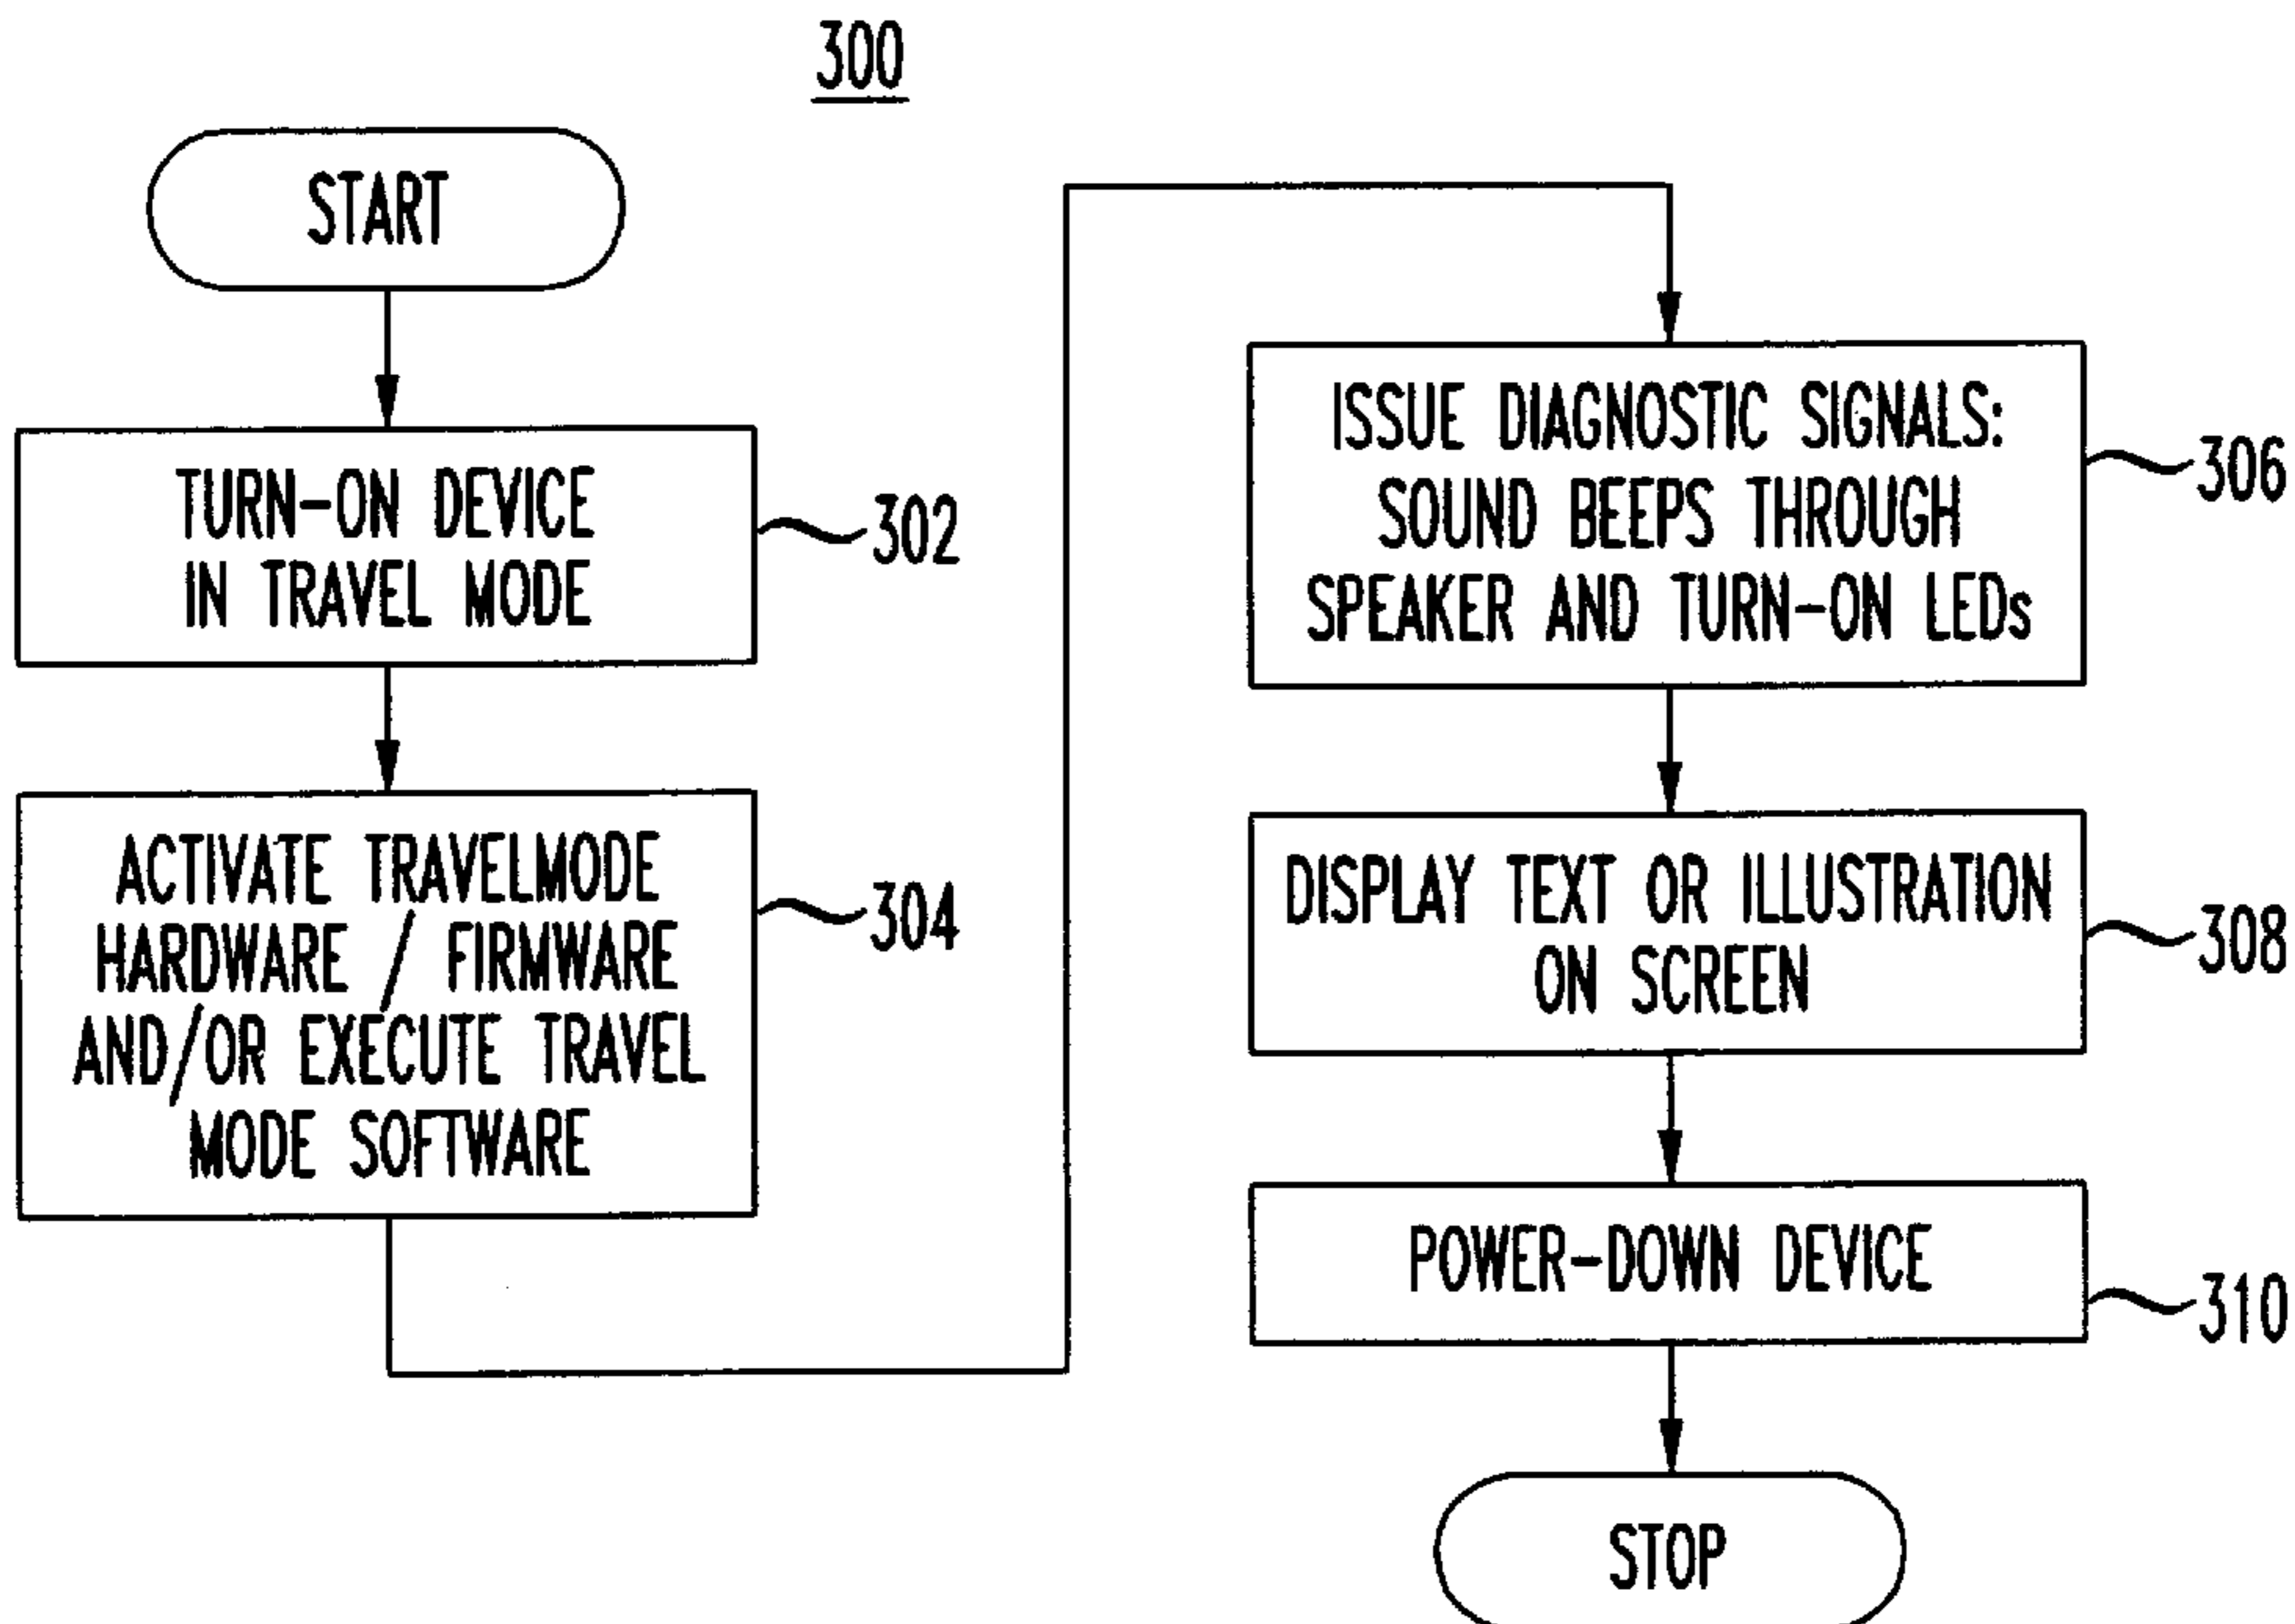 300
START
TURN-ON DEVICE
IN TRAVEL MODE
302
ACTIVATE TRAVELMODE
HARDWARE / FIRMWARE
AND/OR EXECUTE TRAVEL
MODE SOFTWARE
304
ISSUE DIAGNOSTIC SIGNALS:
SOUND BEEPS THROUGH
SPEAKER AND TURN-ON LEDs
306
DISPLAY TEXT OR ILLUSTRATION
ON SCREEN
308
POWER-DOWN DEVICE
310
STOP